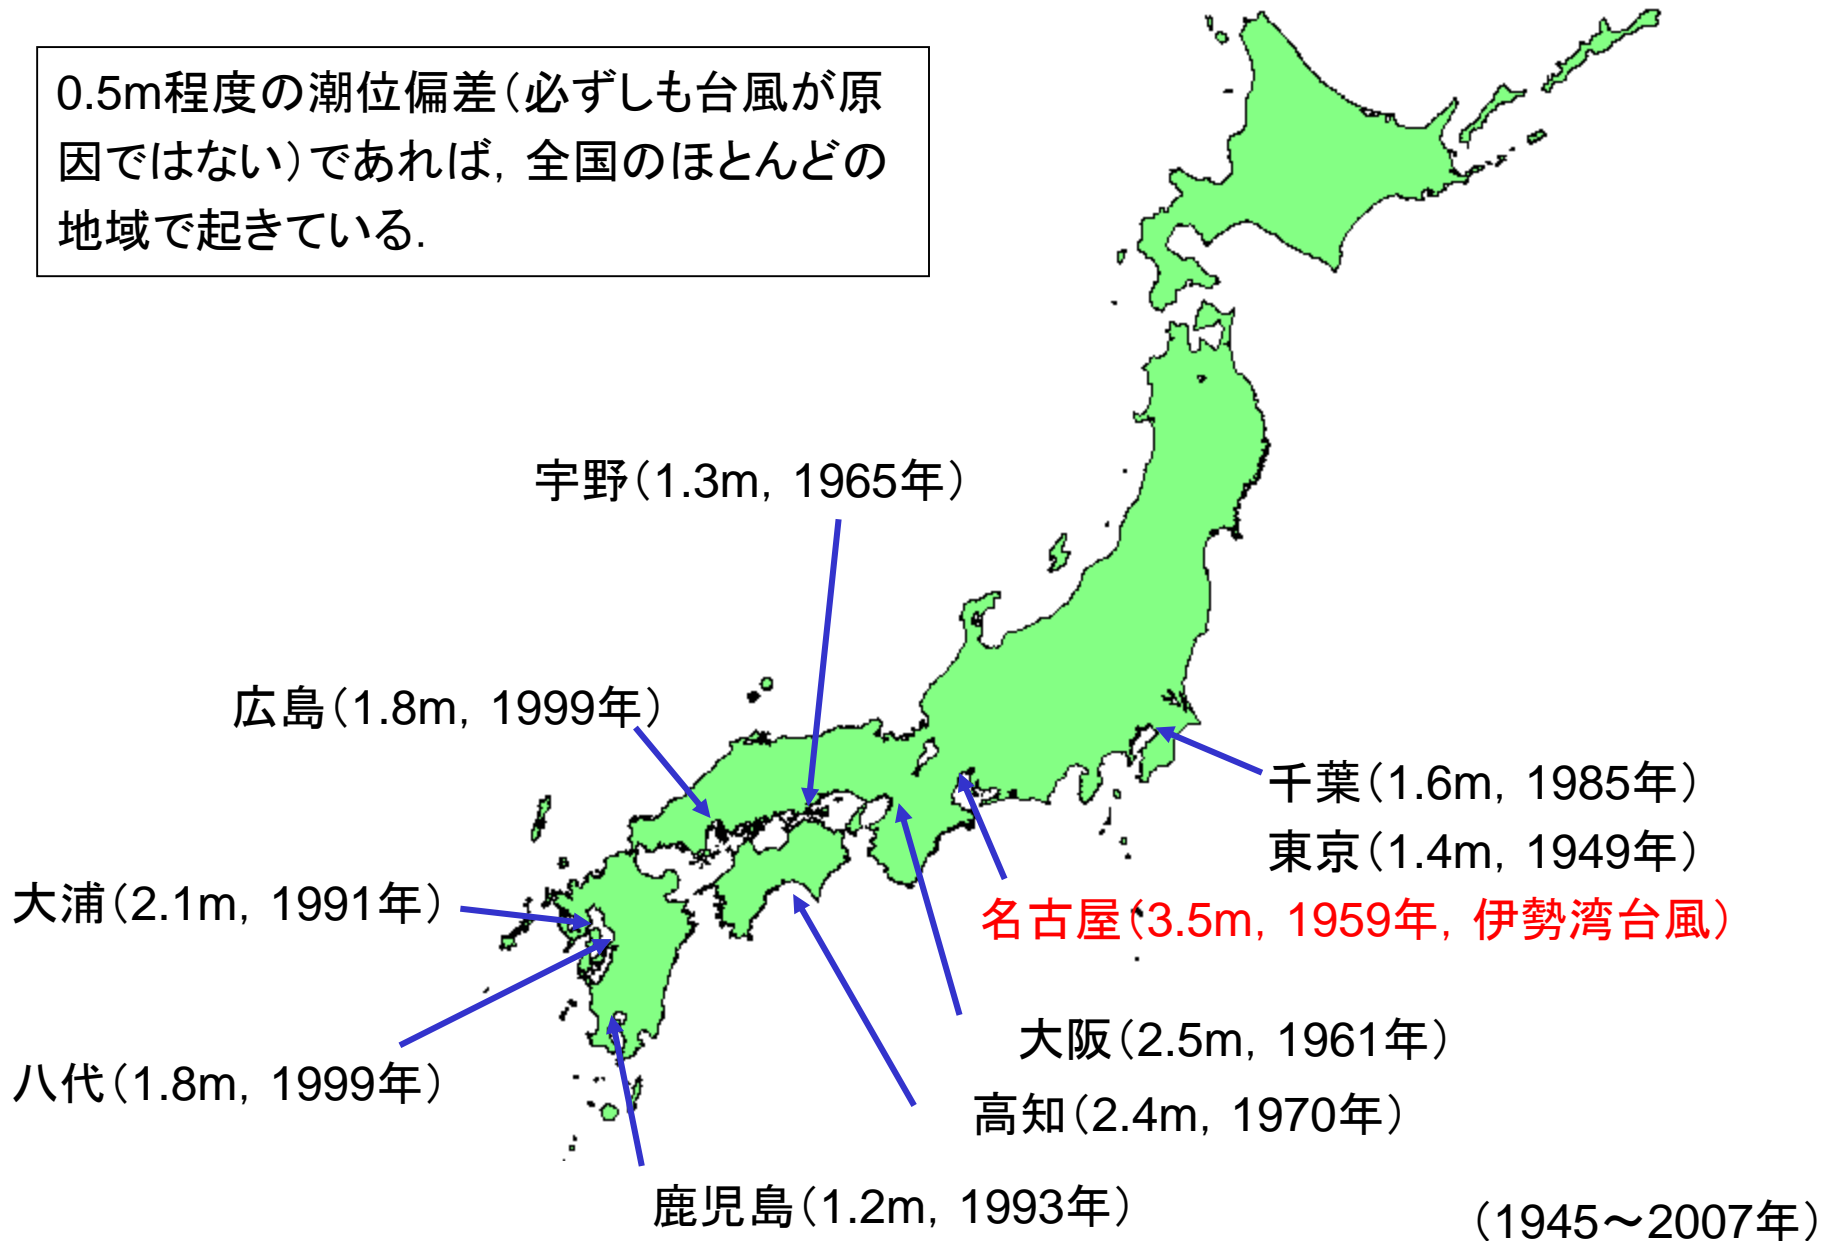 0.5m程度の潮位偏差（必ずしも台風が原
因ではない）であれば，全国のほとんどの
地域で起きている．
宇野（1.3m，1965年）
広島（1.8m，1999年）
千葉（1.6m，1985年）
東京（1.4m，1949年）
大浦（2.1m，1991年）
名古屋（3.5m，1959年，伊勢湾台風）
大阪（2.5m，1961年）
八代（1.8m，1999年）
高知（2.4m，1970年）
鹿児島（1.2m，1993年）
（1945～2007年）